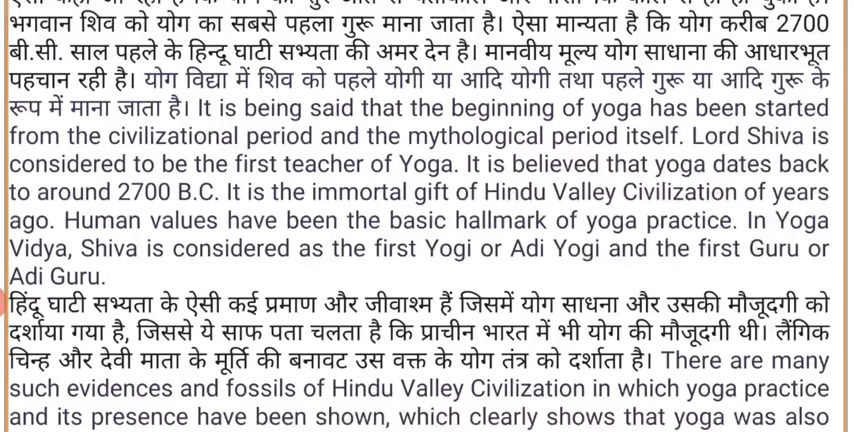 भगवान शिव को योग का सबसे पहला गुरू माना जाता है। ऐसा मान्यता है कि योग करीब 2700
बी.सी. साल पहले के हिन्दू घाटी सभ्यता की अमर देन है। मानवीय मूल्य योग साधाना की आधारभूत
पहचान रही है। योग विद्या में शिव को पहले योगी या आदि योगी तथा पहले गुरू या आदि गुरू के
रूप में माना जाता है। It is being said that the beginning of yoga has been started
from the civilizational period and the mythological period itself. Lord Shiva is
considered to be the first teacher of Yoga. It is believed that yoga dates back
to around 2700 B.C. It is the immortal gift of Hindu Valley Civilization of years
ago. Human values have been the basic hallmark of yoga practice. In Yoga
Vidya, Shiva is considered as the first Yogi or Adi Yogi and the first Guru or
Adi Guru.
हिंदू घाटी सभ्यता के ऐसी कई प्रमाण और जीवाश्म हैं जिसमें योग साधना और उसकी मौजूदगी को
दर्शाया गया है, जिससे ये साफ पता चलता है कि प्राचीन भारत में भी योग की मौजूदगी थी। लैंगिक
चिन्ह और देवी माता के मूर्ति की बनावट उस वक्त के योग तंत्र को दर्शाता है। There are many
such evidences and fossils of Hindu Valley Civilization in which yoga practice
and its presence have been shown, which clearly shows that yoga was also